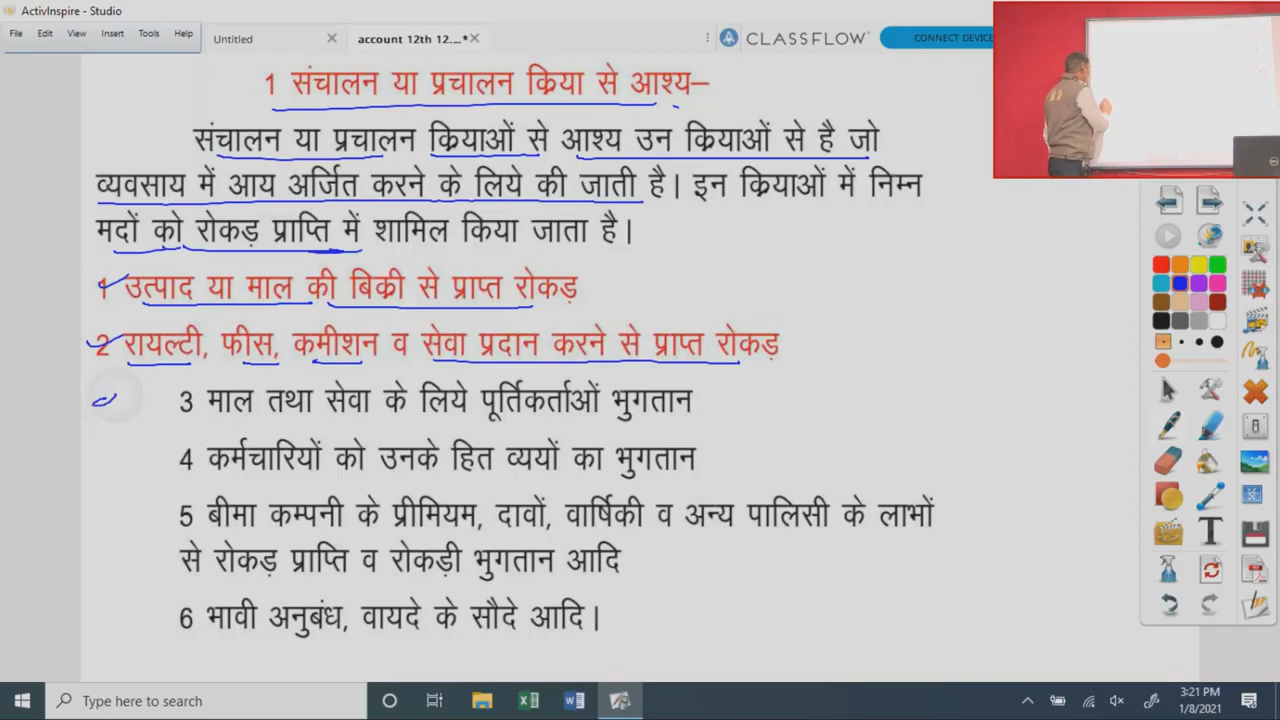 ActivInspire - Studio
File Edit View Insert Tools Help
Untitled
account 12th 12....*
CLASSFLOW
CONNECT DEVICE
1 संचालन या प्रचालन क्रिया से आश्य–
संचालन या प्रचालन क्रियाओं से आश्य उन क्रियाओं से है जो
व्यवसाय में आय अर्जित करने के लिये की जाती है। इन क्रियाओं में निम्न
मदों को रोकड़ प्राप्ति में शामिल किया जाता है।
1 उत्पाद या माल की बिक्री से प्राप्त रोकड़
2 रायल्टी, फीस, कमीशन व सेवा प्रदान करने से प्राप्त रोकड़
3 माल तथा सेवा के लिये पूर्तिकर्ताओं भुगतान
4 कर्मचारियों को उनके हित व्ययों का भुगतान
5 बीमा कम्पनी के प्रीमियम, दावों, वार्षिकी व अन्य पालिसी के लाभों
से रोकड़ प्राप्ति व रोकड़ी भुगतान आदि
6 भावी अनुबंध, वायदे के सौदे आदि।
Type here to search
3:21 PM
1/8/2021